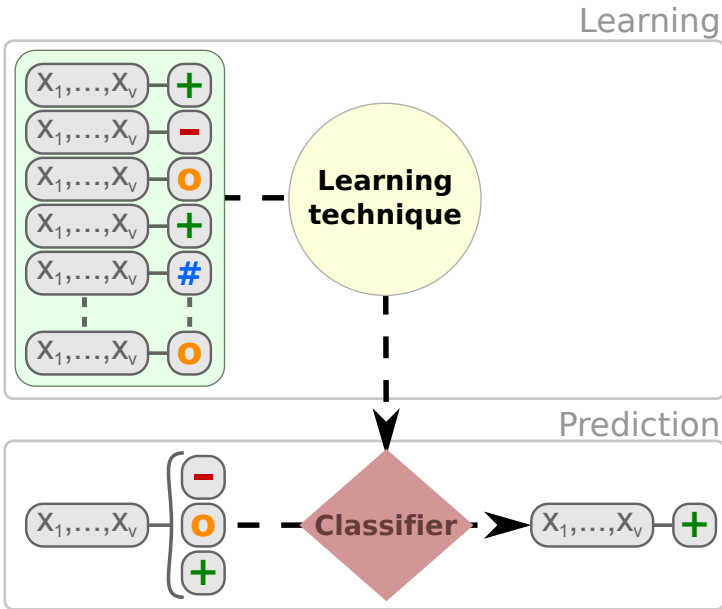 Learning
X₁,...,Xᵥ +
X₁,...,Xᵥ −
X₁,...,Xᵥ o
X₁,...,Xᵥ +
X₁,...,Xᵥ #
X₁,...,Xᵥ o
Learning
technique
Prediction
−
X₁,...,Xᵥ o
+
Classifier
X₁,...,Xᵥ +